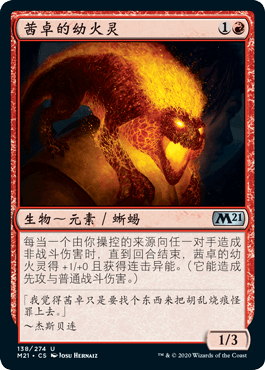 茜卓的幼火灵 1
生物～元素 / 蜥蜴 M21
每当一个由你操控的来源向任一对手造成
非战斗伤害时，直到回合结束，茜卓的幼
火灵得 +1/+0 且获得连击异能。（它能造成
先攻与普通战斗伤害。）
「我觉得茜卓只是要找个东西来把胡乱烧痕怪
罪上去。」
～杰斯贝连
1/3
138/274 U
M21 • CS Josu Hernaiz
™ & © 2020 Wizards of the Coast